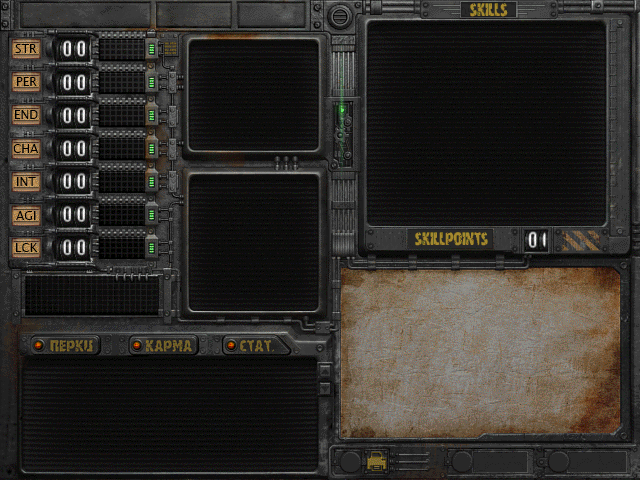 SKILLS
STR 00
PER 00
END 00
CHA 00
INT 00
AGI 00
LCK 00
SKILLPOINTS 01
ПЕРКИ КАРМА СТАТ.